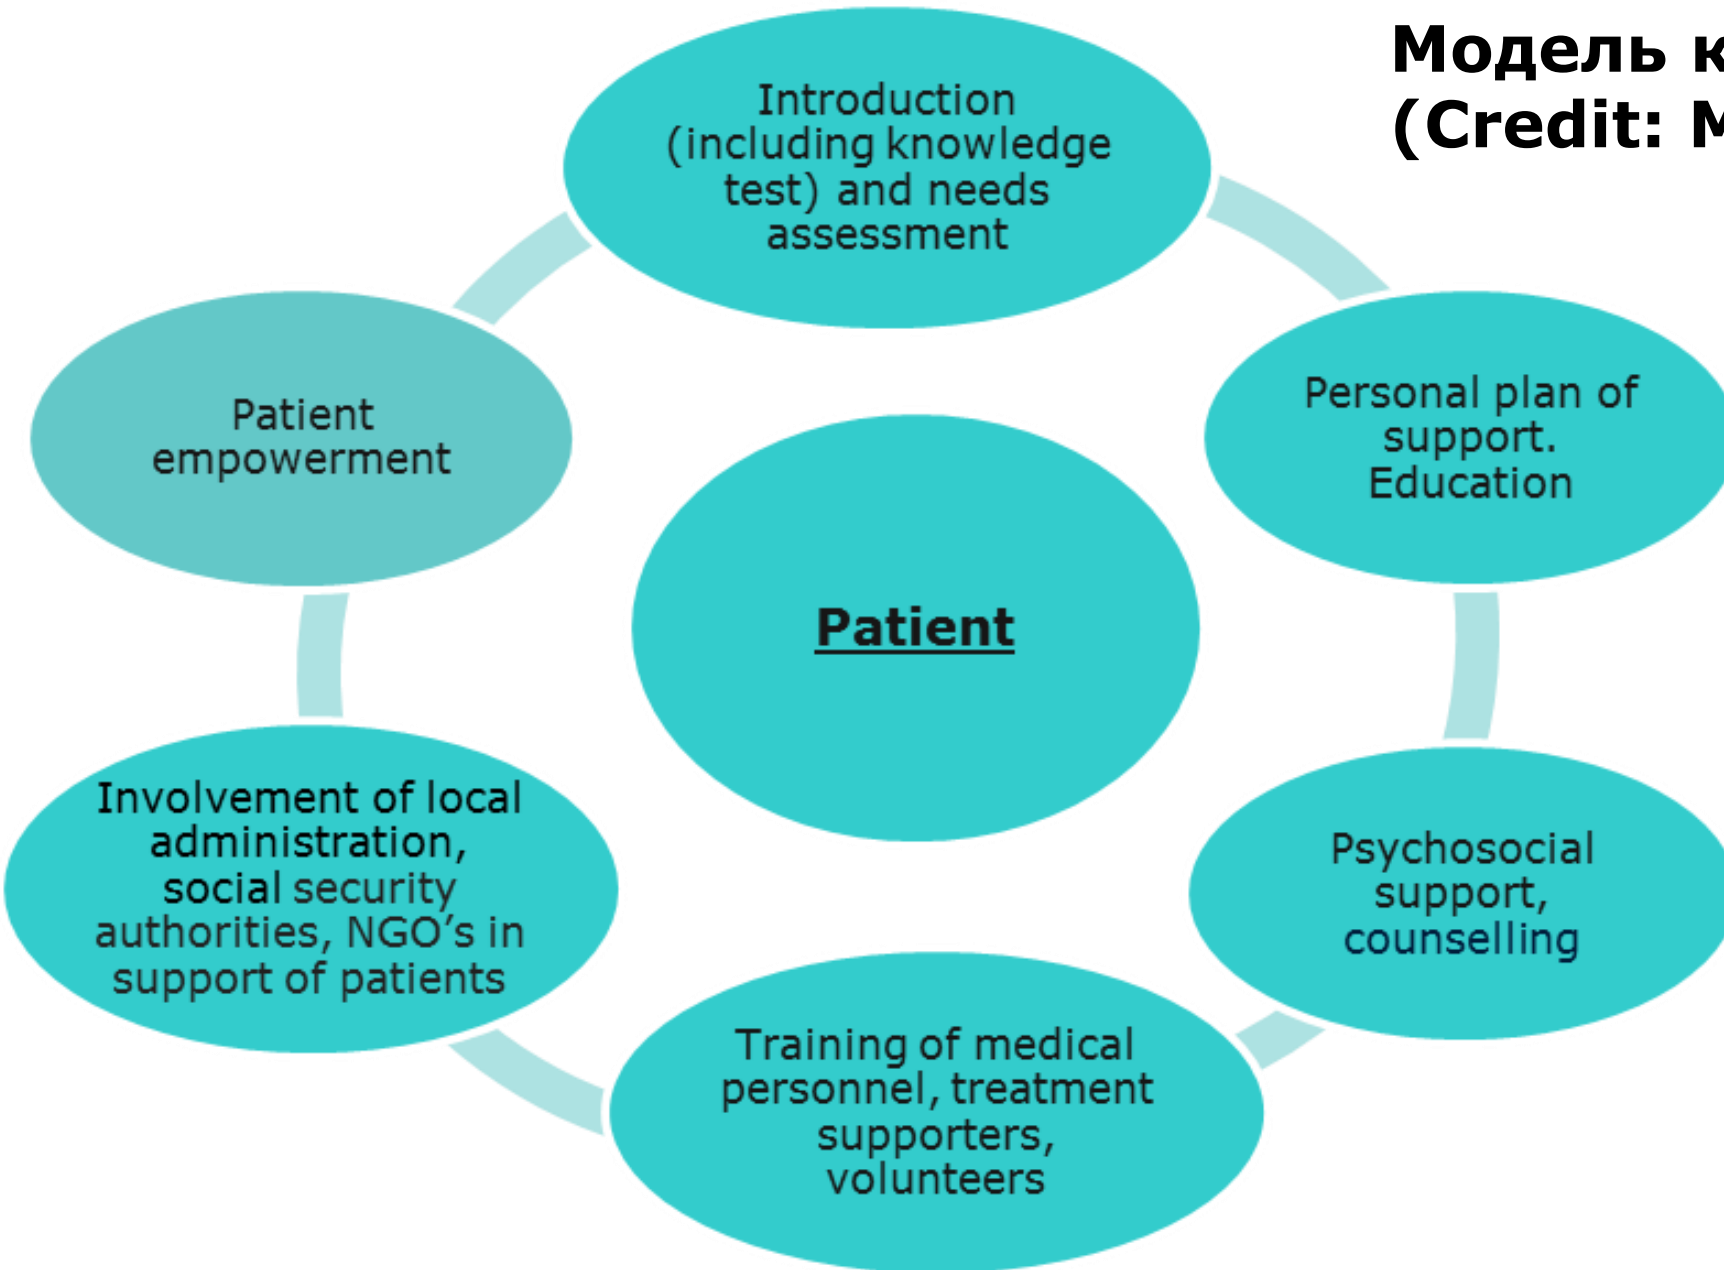 Модель к
(Credit: M
Introduction
(including knowledge
test) and needs
assessment
Personal plan of
support.
Education
Psychosocial
support,
counselling
Training of medical
personnel, treatment
supporters,
volunteers
Involvement of local
administration,
social security
authorities, NGO’s in
support of patients
Patient
empowerment
Patient